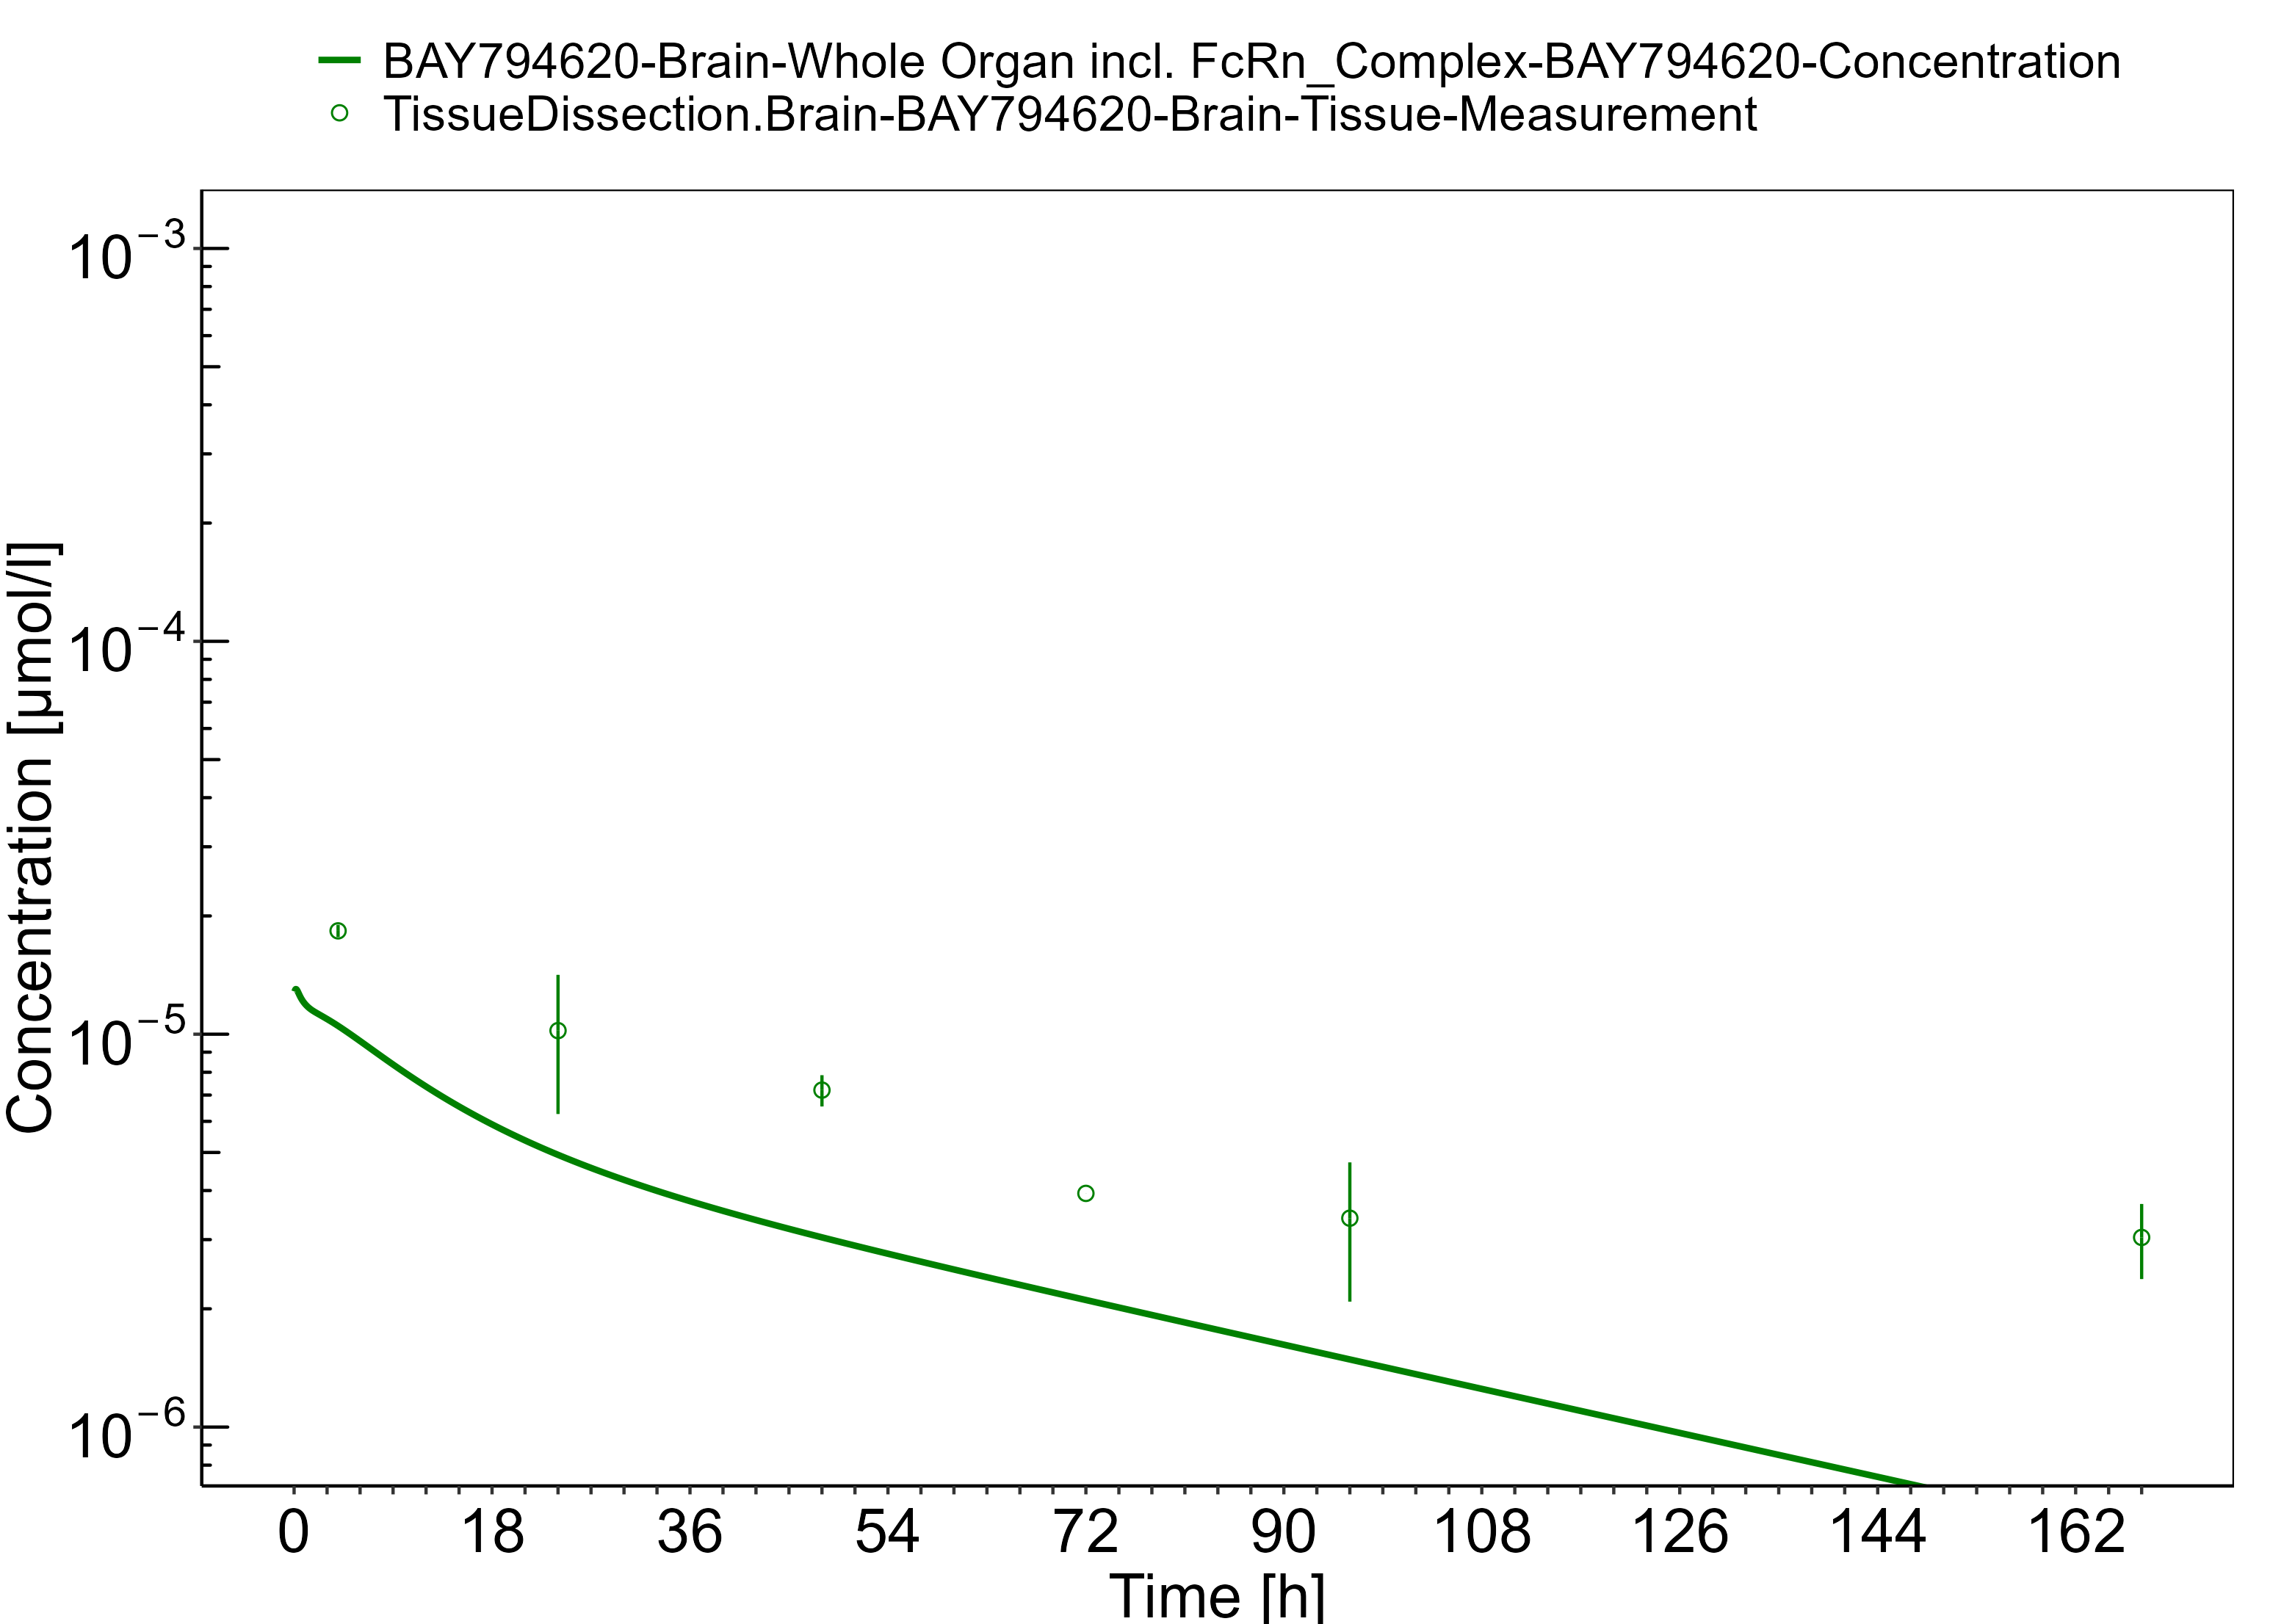 BAY794620-Brain-Whole Organ incl. FcRn_Complex-BAY794620-Concentration
TissueDissection.Brain-BAY794620-Brain-Tissue-Measurement
Concentration [µmol/l]
10⁻³
10⁻⁴
10⁻⁵
10⁻⁶
0 18 36 54 72 90 108 126 144 162
Time [h]